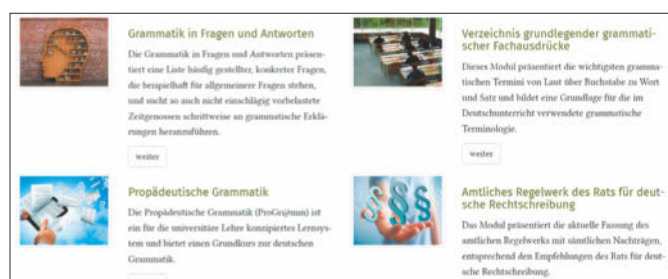 Grammatik in Fragen und Antworten
Die Grammatik in Fragen und Antworten präsen-
tiert eine Liste häufig gestellter, konkreter Fragen,
die beispielhaft für allgemeinere Fragen stehen,
und sucht so auch nicht einschlägig vorbelastete
Zeitgenossen schrittweise an grammatische Erklä-
rungen heranzuführen.
weiter
Verzeichnis grundlegender grammati-
scher Fachausdrücke
Dieses Modul präsentiert die wichtigsten gramma-
tischen Termini von Laut über Buchstabe zu Wort
und Satz und bildet eine Grundlage für die im
Deutschunterricht verwendete grammatische
Terminologie.
weiter
Propädeutische Grammatik
Die Propädeutische Grammatik (ProGr@mm) ist
ein für die universitäre Lehre konzipiertes Lernsys-
tem und bietet einen Grundkurs zur deutschen
Grammatik.
Amtliches Regelwerk des Rats für deut-
sche Rechtschreibung
Das Modul präsentiert die aktuelle Fassung des
amtlichen Regelwerks mit sämtlichen Nachträgen,
entsprechend den Empfehlungen des Rats für deut-
sche Rechtschreibung.